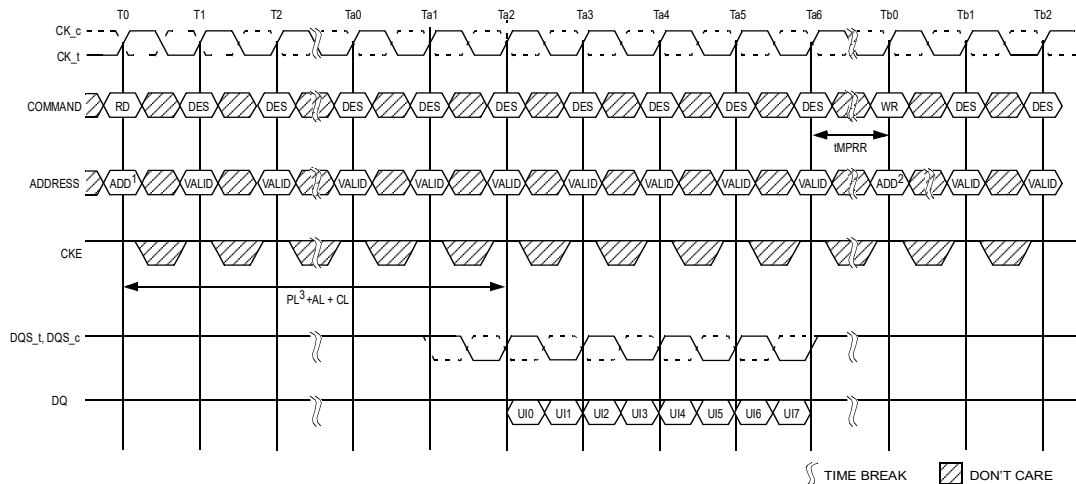 T0 T1 T2 Ta0 Ta1 Ta2 Ta3 Ta4 Ta5 Ta6 Tb0 Tb1 Tb2
CK_c
CK_t
COMMAND RD DES DES DES DES DES DES DES DES DES WR DES DES
tMPRR
ADDRESS ADD1 VALID VALID VALID VALID VALID VALID VALID VALID VALID ADD2 VALID VALID
CKE
PL3+AL + CL
DQS_t, DQS_c
DQ UI0 UI1 UI2 UI3 UI4 UI5 UI6 UI7
TIME BREAK DON'T CARE